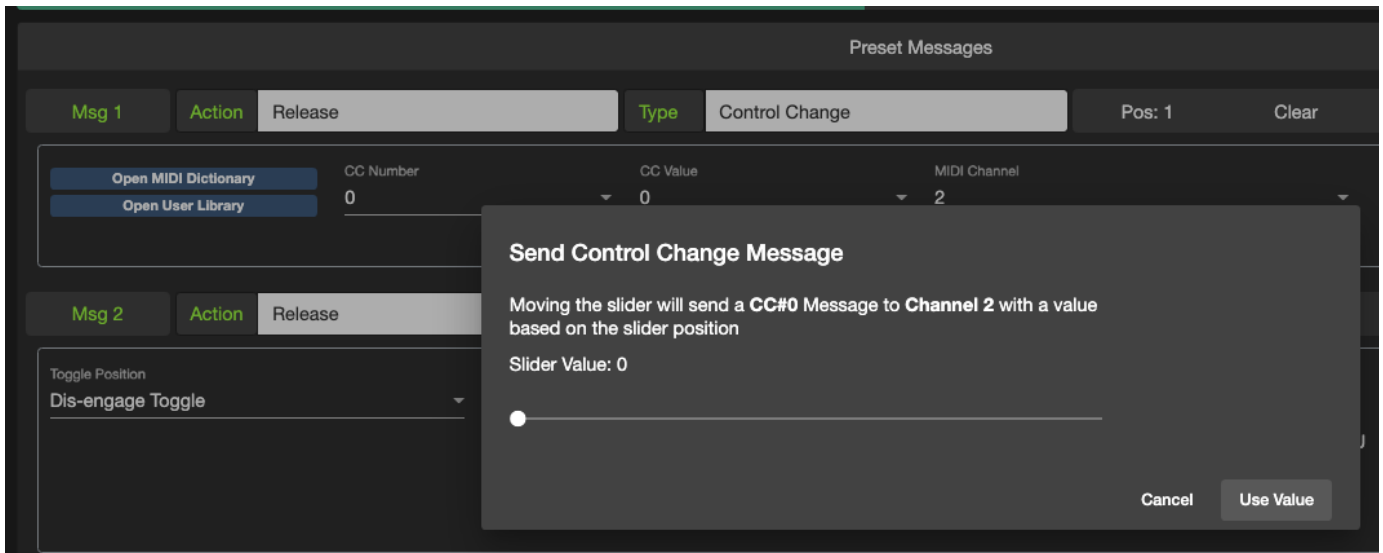 Preset Messages
Msg 1 Action Release Type Control Change Pos: 1 Clear
Open MIDI Dictionary
Open User Library
CC Number CC Value MIDI Channel
0 0 2
Msg 2 Action Release
Toggle Position
Dis-engage Toggle
Send Control Change Message
Moving the slider will send a CC#0 Message to Channel 2 with a value
based on the slider position
Slider Value: 0
Cancel Use Value